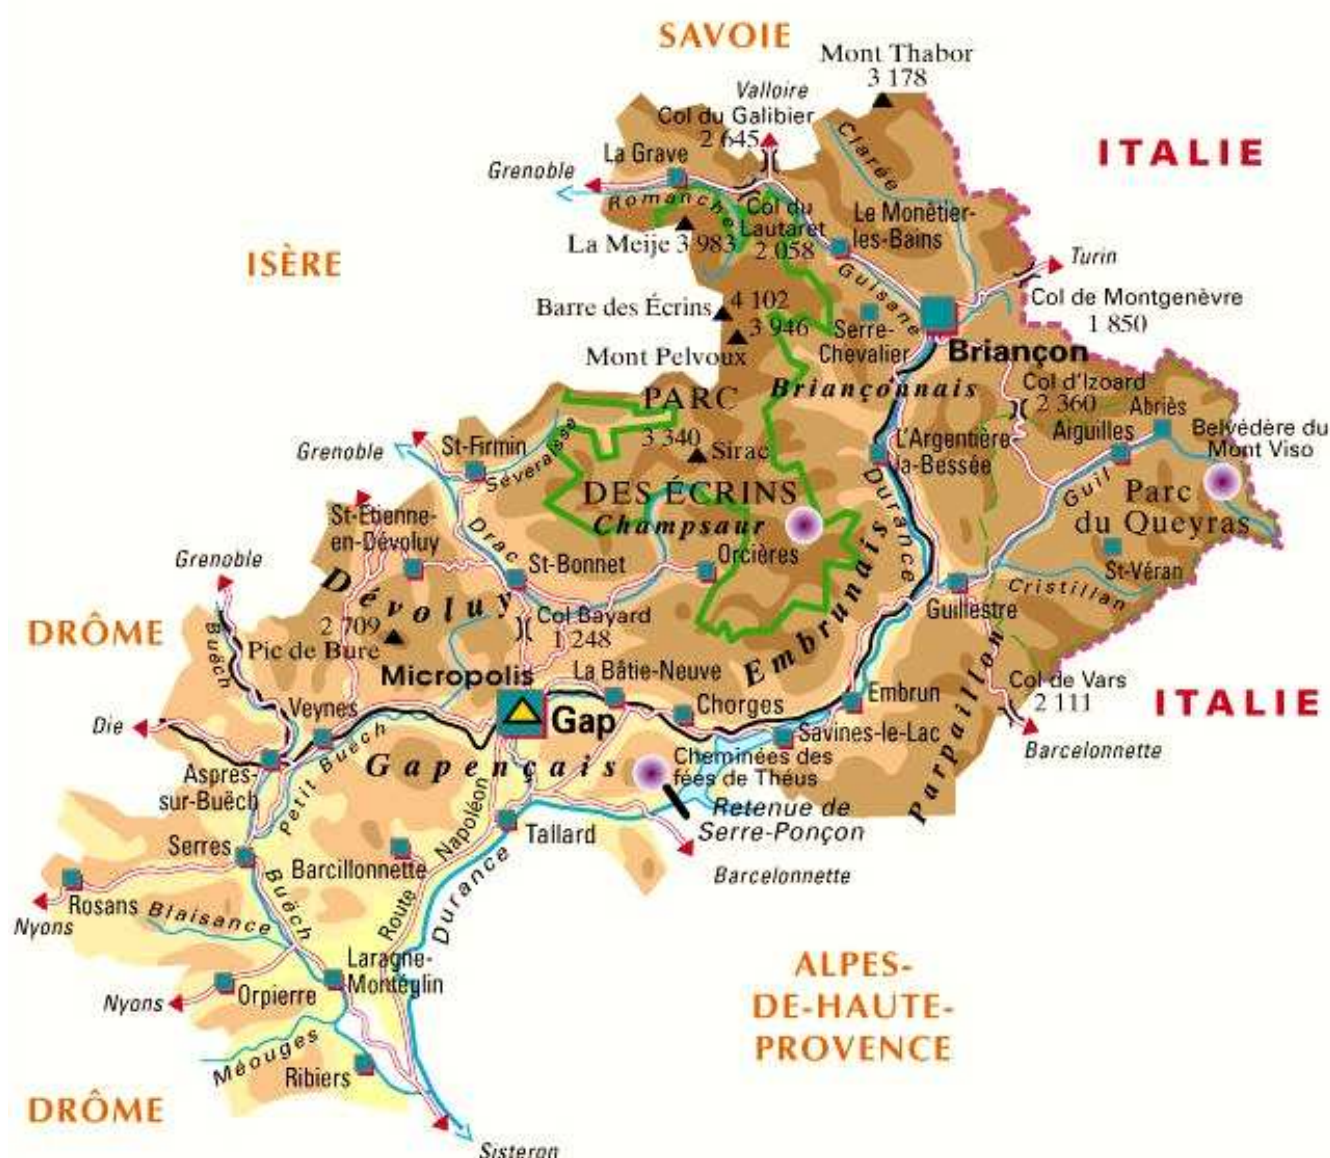 SAVOIE
Mont Thabor
3 178
Valloire
Col du Galibier
2 645
ITALIE
La Grave
Grenoble
Romanche
Clarée
Col du
Lautaret
2 058
Le Monêtier-
les-Bains
La Meije 3 983
ISÈRE
Turin
Guisane
Col de Montgenèvre
1 850
Barre des Écrins
4 102
3 946
Mont Pelvoux
Serre-
Chevalier
Briançon
Briançonnais
PARC
Col d'Izoard
2 360
Abriès
Aiguilles
Belvédère du
Mont Viso
St-Firmin
Grenoble
Séveraisse
3 340
Sirac
L'Argentière
la-Bessée
Guil
DES ÉCRINS
Champsaur
Parc
du Queyras
St-Etienne-
en-Dévoluy
Drac
Durance
St-Bonnet
Orcières
St-Véran
Grenoble
Dévoluy
Embrunais
Cristillan
Guillestre
DRÔME
Buëch
2 709
Pic de Bure
Col Bayard
1 248
Micropolis
La Bâtie-Neuve
Parpaillon
Col de Vars
2 111
ITALIE
Die
Veynes
Gap
Chorges
Embrun
Savines-le-Lac
Barcelonnette
Petit Buëch
Gapençais
Cheminées des
fées de Théus
Aspres-
sur-Buëch
Retenue de
Serre-Ponçon
Serres
Barcillonnette
Route Napoléon
Tallard
Barcelonnette
Rosans
Nyons
Blaisance
Buëch
Durance
Laragne-
Montéglin
Orpierre
Nyons
ALPES-
DE-HAUTE-
PROVENCE
Méouges
Ribiers
DRÔME
Sisteron